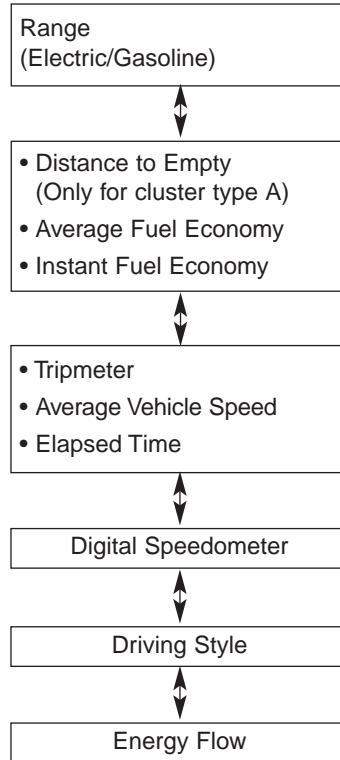 Range
(Electric/Gasoline)
• Distance to Empty
(Only for cluster type A)
• Average Fuel Economy
• Instant Fuel Economy
• Tripmeter
• Average Vehicle Speed
• Elapsed Time
Digital Speedometer
Driving Style
Energy Flow